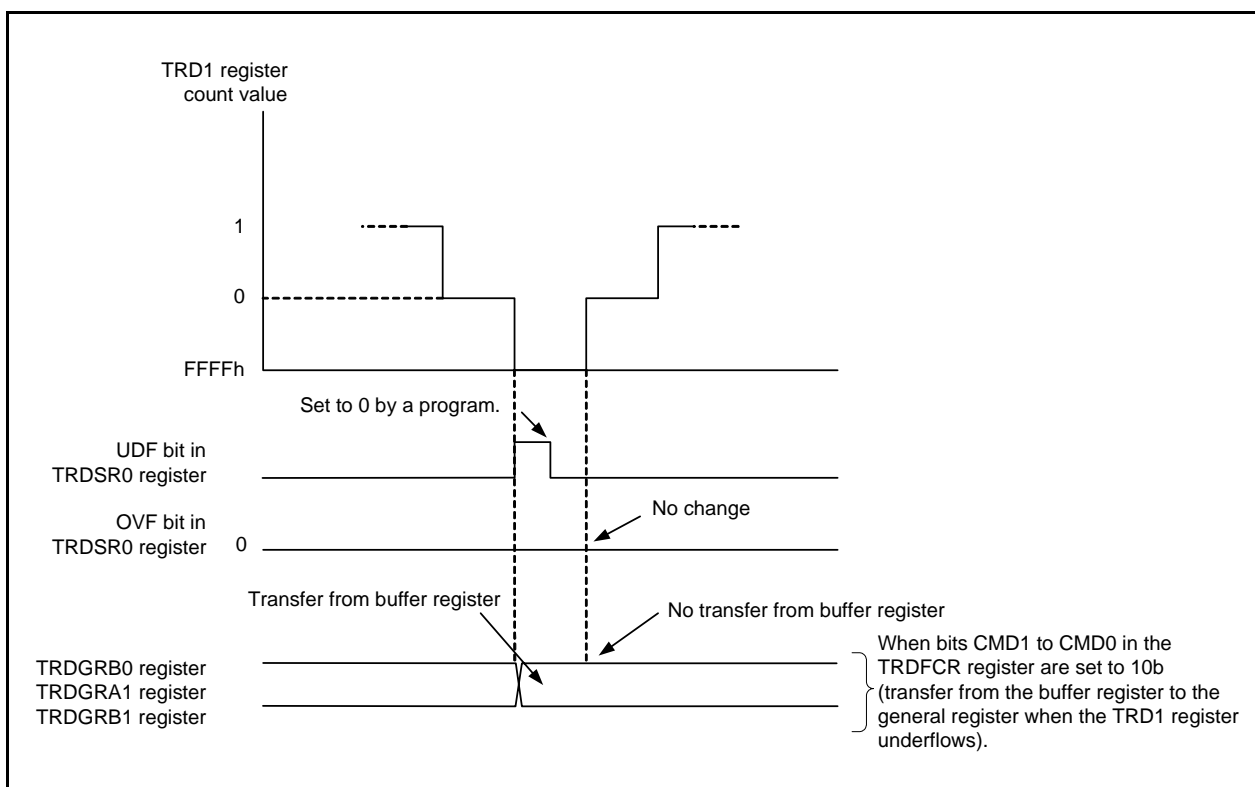 TRD1 register
count value
1
0
FFFFh
Set to 0 by a program.
UDF bit in
TRDSR0 register
No change
OVF bit in
TRDSR0 register 0
Transfer from buffer register
No transfer from buffer register
TRDGRB0 register
TRDGRA1 register
TRDGRB1 register
When bits CMD1 to CMD0 in the
TRDFCR register are set to 10b
(transfer from the buffer register to the
general register when the TRD1 register
underflows).